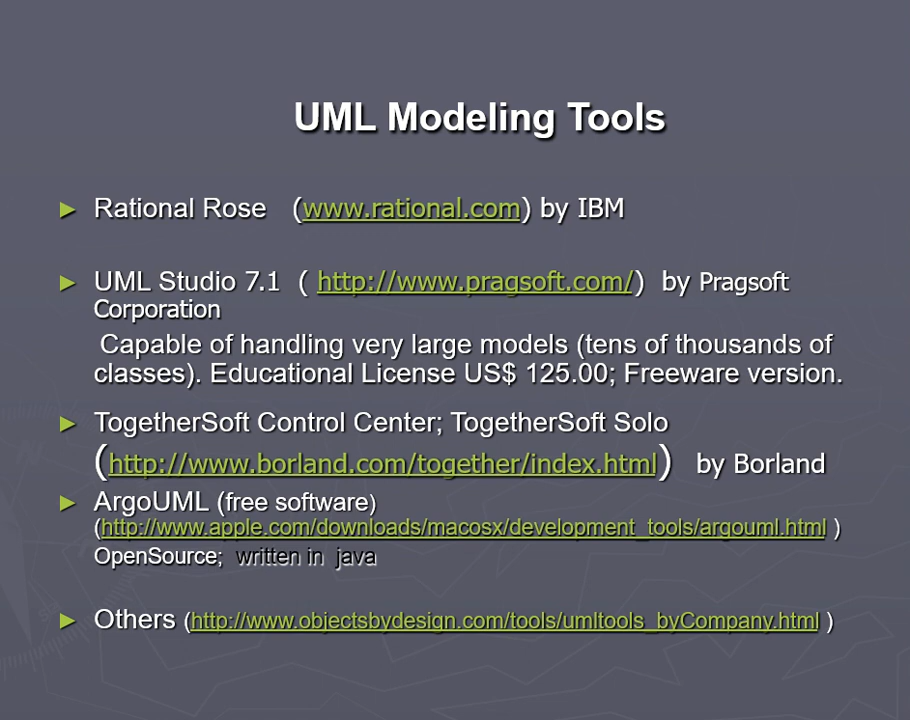 UML Modeling Tools
► Rational Rose (www.rational.com) by IBM
► UML Studio 7.1 ( http://www.pragsoft.com/) by Pragsoft
Corporation
Capable of handling very large models (tens of thousands of
classes). Educational License US$ 125.00; Freeware version.
► TogetherSoft Control Center; TogetherSoft Solo
(http://www.borland.com/together/index.html) by Borland
► ArgoUML (free software)
(http://www.apple.com/downloads/macosx/development_tools/argouml.html )
OpenSource; written in java
► Others (http://www.objectsbydesign.com/tools/umltools_byCompany.html )